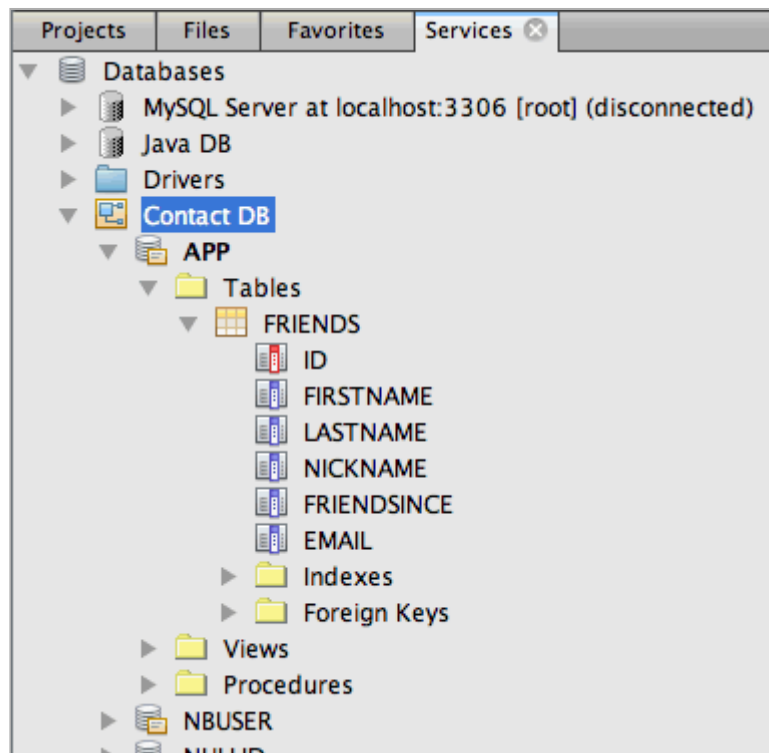 Projects Files Favorites Services
Databases
MySQL Server at localhost:3306 [root] (disconnected)
Java DB
Drivers
Contact DB
APP
Tables
FRIENDS
ID
FIRSTNAME
LASTNAME
NICKNAME
FRIENDSINCE
EMAIL
Indexes
Foreign Keys
Views
Procedures
NBUSER